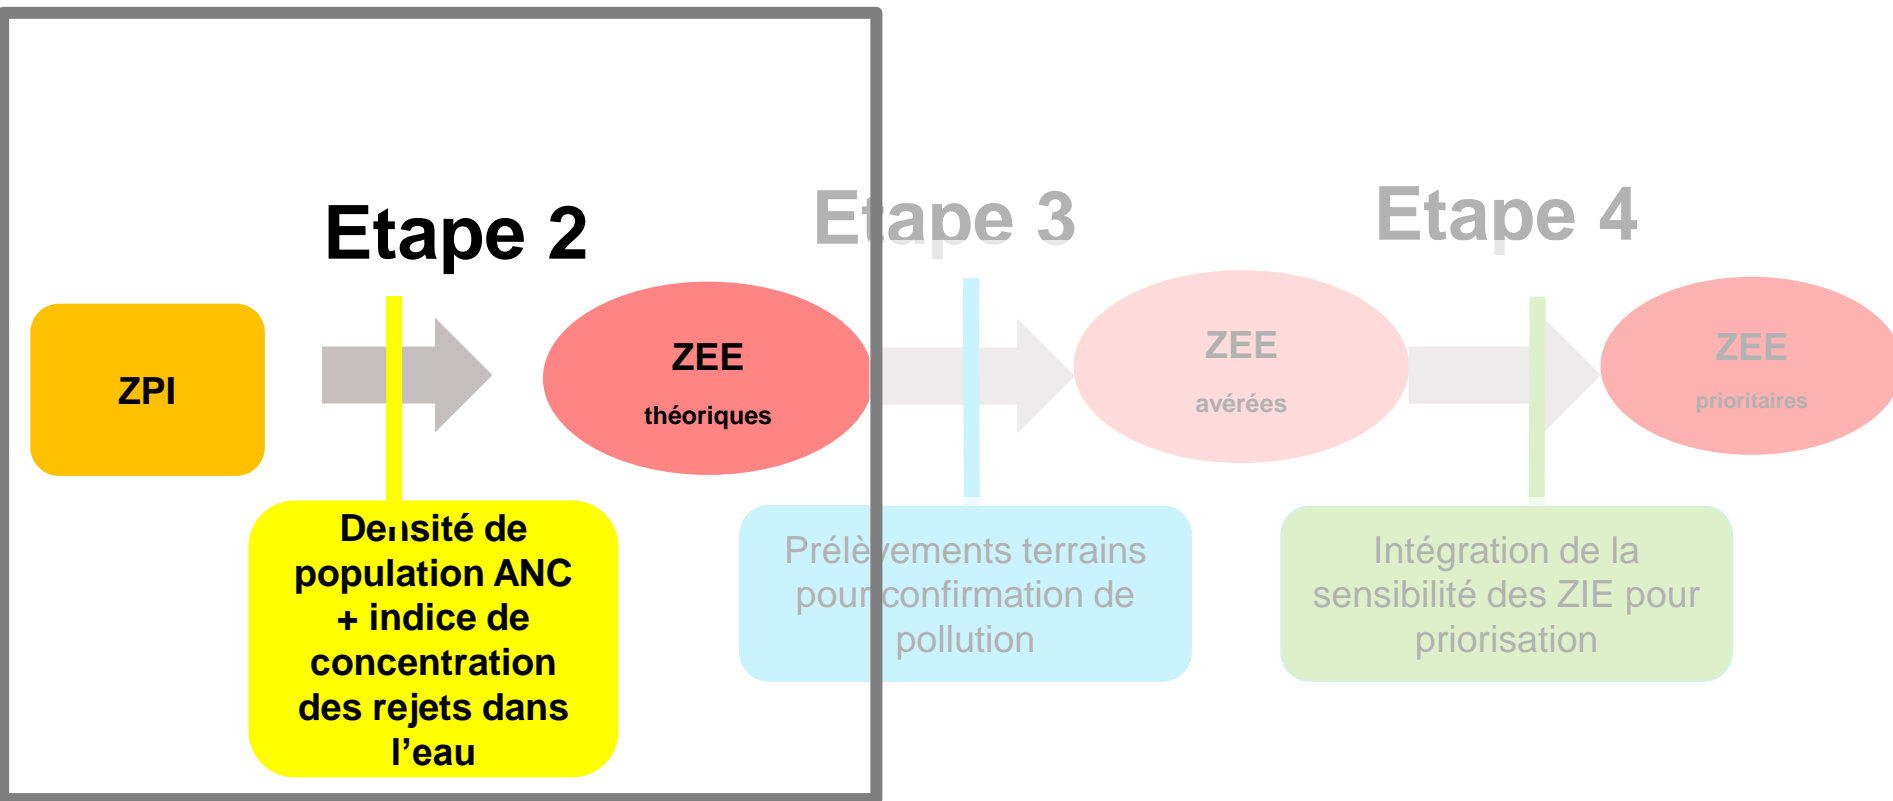 Etape 2
Etape 3
Etape 4
ZPI
ZEE
théoriques
ZEE
avérées
ZEE
prioritaires
Densité de
population ANC
+ indice de
concentration
des rejets dans
l’eau
Prélèvements terrains
pour confirmation de
pollution
Intégration de la
sensibilité des ZIE pour
priorisation